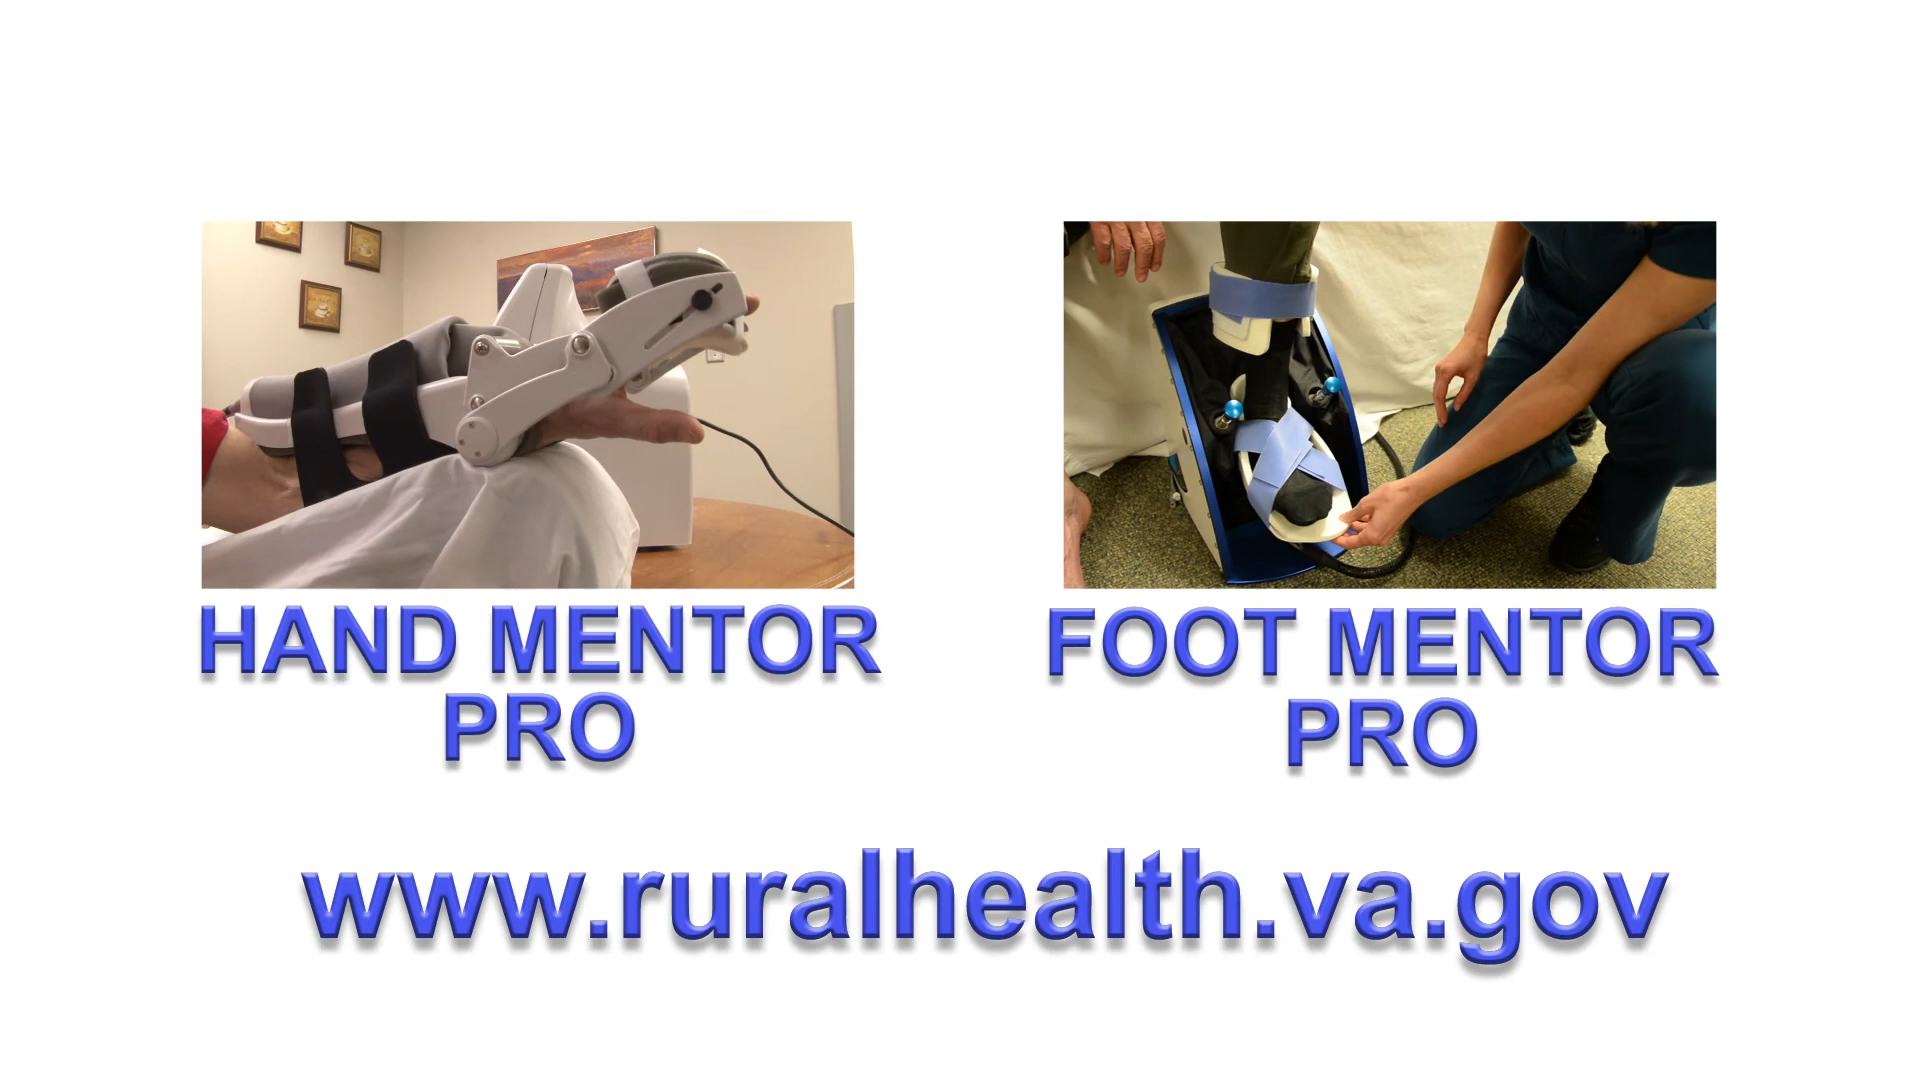 HAND MENTOR
PRO
FOOT MENTOR
PRO
www.ruralhealth.va.gov